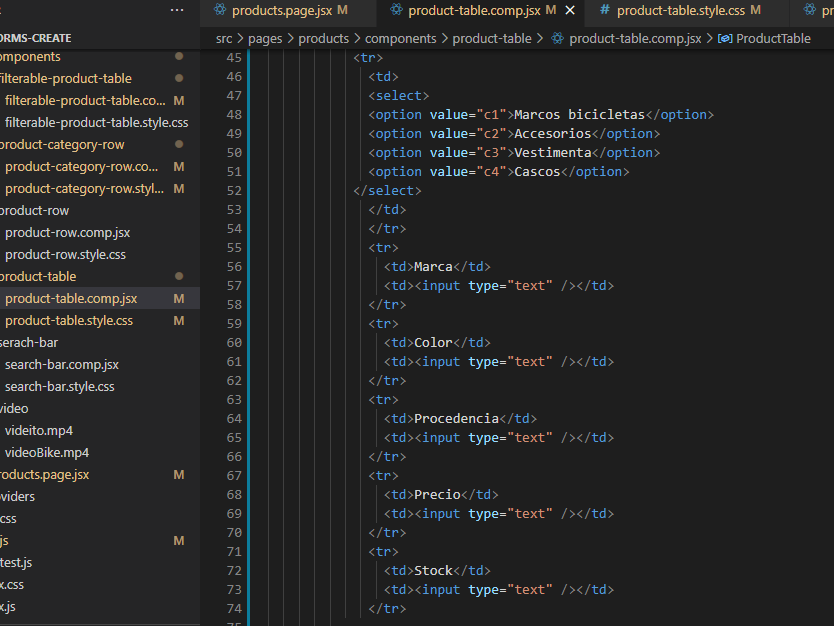 products.page.jsx M
product-table.comp.jsx M
# product-table.style.css M
ORMS-CREATE
src > pages > products > components > product-table > product-table.comp.jsx > ProductTable
omponents
filterable-product-table
filterable-product-table.co... M
filterable-product-table.style.css
product-category-row
product-category-row.co... M
product-category-row.styl... M
product-row
product-row.comp.jsx
product-row.style.css
product-table
product-table.comp.jsx M
product-table.style.css M
serach-bar
search-bar.comp.jsx
search-bar.style.css
video
videito.mp4
videoBike.mp4
roducts.page.jsx M
oviders
css
js M
test.js
x.css
x.js
45 <tr>
46 <td>
47 <select>
48 <option value="c1">Marcos bicicletas</option>
49 <option value="c2">Accesorios</option>
50 <option value="c3">Vestimenta</option>
51 <option value="c4">Cascos</option>
52 </select>
53 </td>
54 </tr>
55 <tr>
56 <td>Marca</td>
57 <td><input type="text" /></td>
58 </tr>
59 <tr>
60 <td>Color</td>
61 <td><input type="text" /></td>
62 </tr>
63 <tr>
64 <td>Procedencia</td>
65 <td><input type="text" /></td>
66 </tr>
67 <tr>
68 <td>Precio</td>
69 <td><input type="text" /></td>
70 </tr>
71 <tr>
72 <td>Stock</td>
73 <td><input type="text" /></td>
74 </tr>